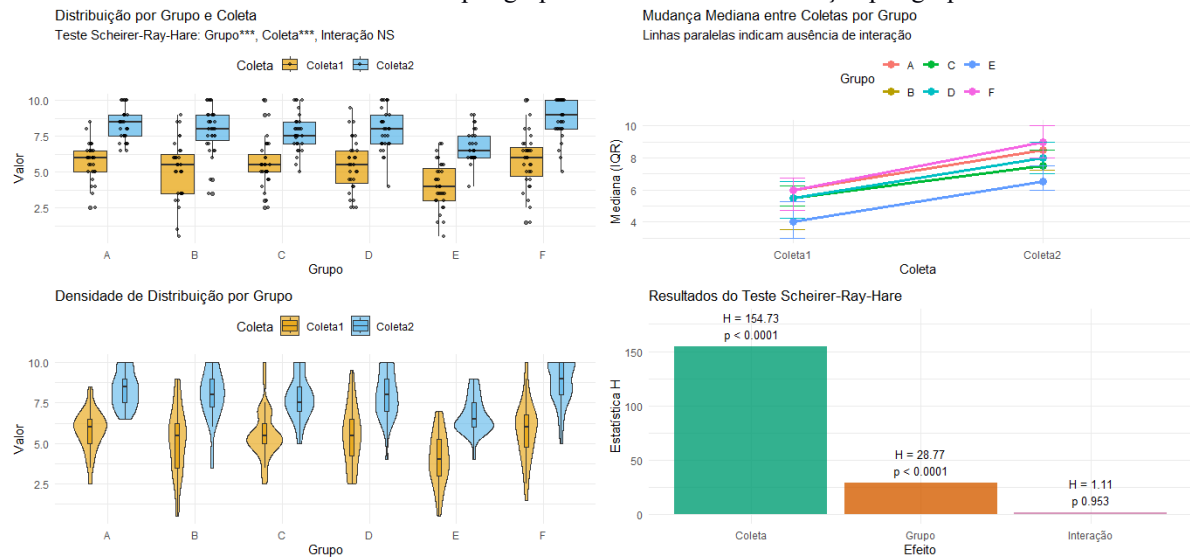 Distribuição por Grupo e Coleta
Teste Scheirer-Ray-Hare: Grupo***, Coleta***, Interação NS
Coleta Coleta1 Coleta2
10.0
7.5
5.0
2.5
Valor
A B C D E F
Grupo
Mudança Mediana entre Coletas por Grupo
Linhas paralelas indicam ausência de interação
Grupo
A C E
B D F
10
8
6
4
Mediana (IQR)
Coleta1 Coleta2
Coleta
Densidade de Distribuição por Grupo
Coleta Coleta1 Coleta2
10.0
7.5
5.0
2.5
Valor
A B C D E F
Grupo
Resultados do Teste Scheirer-Ray-Hare
H = 154.73
p < 0.0001
H = 28.77
p < 0.0001
H = 1.11
p 0.953
150
100
50
0
Estatística H
Coleta Grupo Interação
Efeito